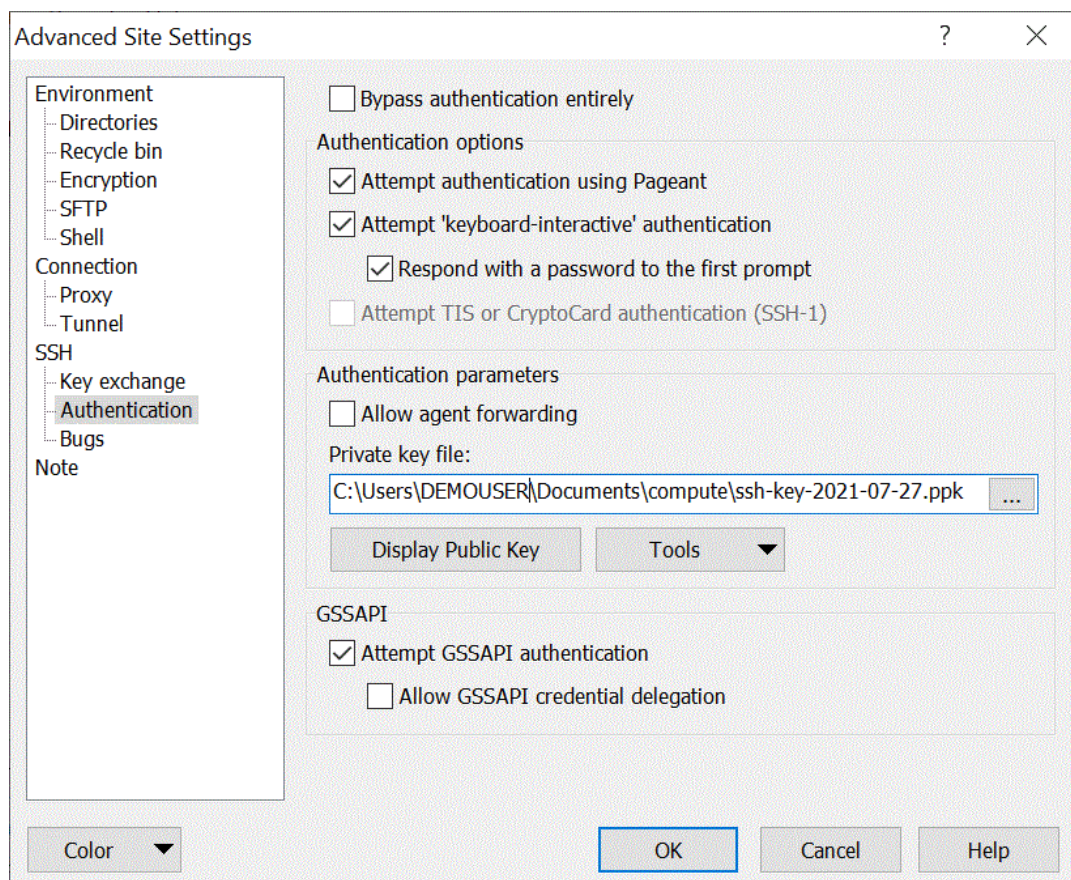 Advanced Site Settings ? 
Environment
Directories
Recycle bin
Encryption
SFTP
Shell
Connection
Proxy
Tunnel
SSH
Key exchange
Authentication
Bugs
Note
Bypass authentication entirely
Authentication options
Attempt authentication using Pageant
Attempt 'keyboard-interactive' authentication
Respond with a password to the first prompt
Attempt TIS or CryptoCard authentication (SSH-1)
Authentication parameters
Allow agent forwarding
Private key file:
C:\Users\DEMOUSER\Documents\compute\ssh-key-2021-07-27.ppk ...
Display Public Key Tools
GSSAPI
Attempt GSSAPI authentication
Allow GSSAPI credential delegation
Color OK Cancel Help